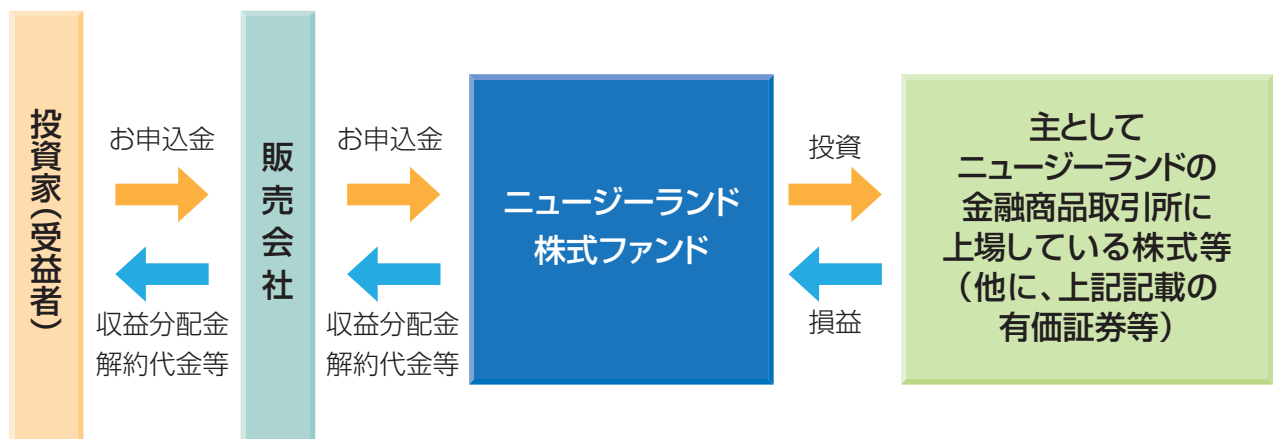 投資家(受益者)
お申込金
収益分配金
解約代金等
販売会社
お申込金
収益分配金
解約代金等
ニュージーランド
株式ファンド
投資
損益
主として
ニュージーランドの
金融商品取引所に
上場している株式等
(他に、上記記載の
有価証券等)